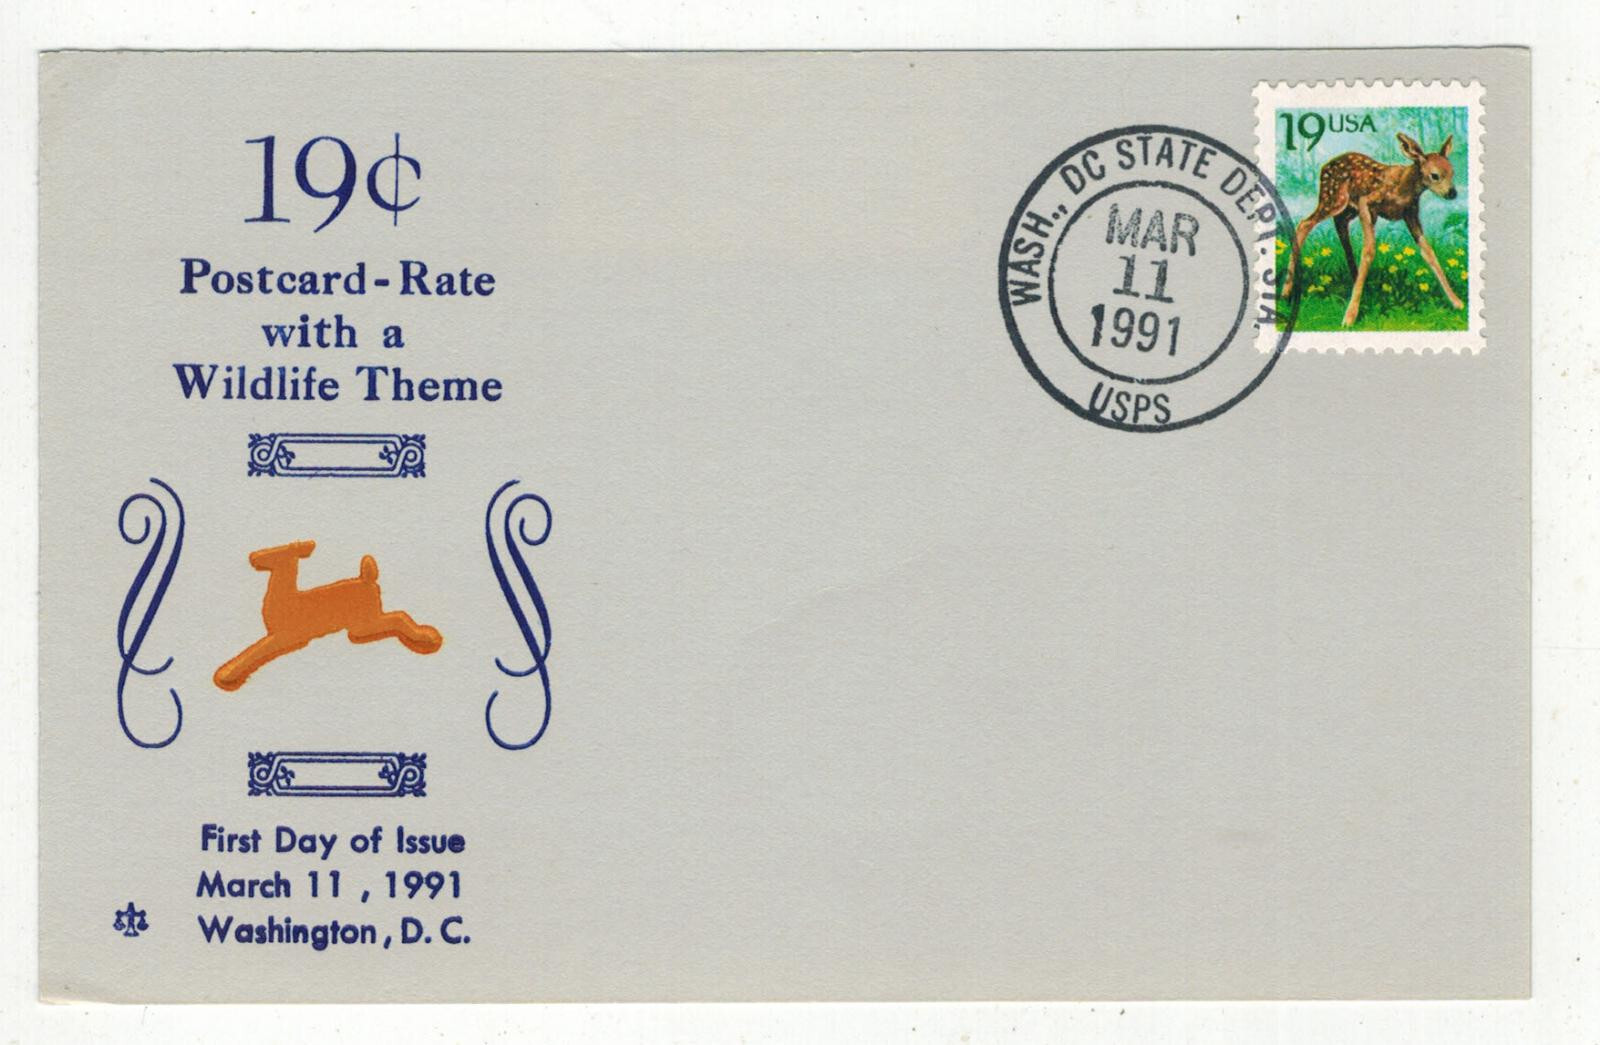 19¢
Postcard-Rate
with a
Wildlife Theme
First Day of Issue
March 11, 1991
Washington, D. C.
WASH., DC STATE DEPT. STA.
MAR
11
1991
USPS
19 USA